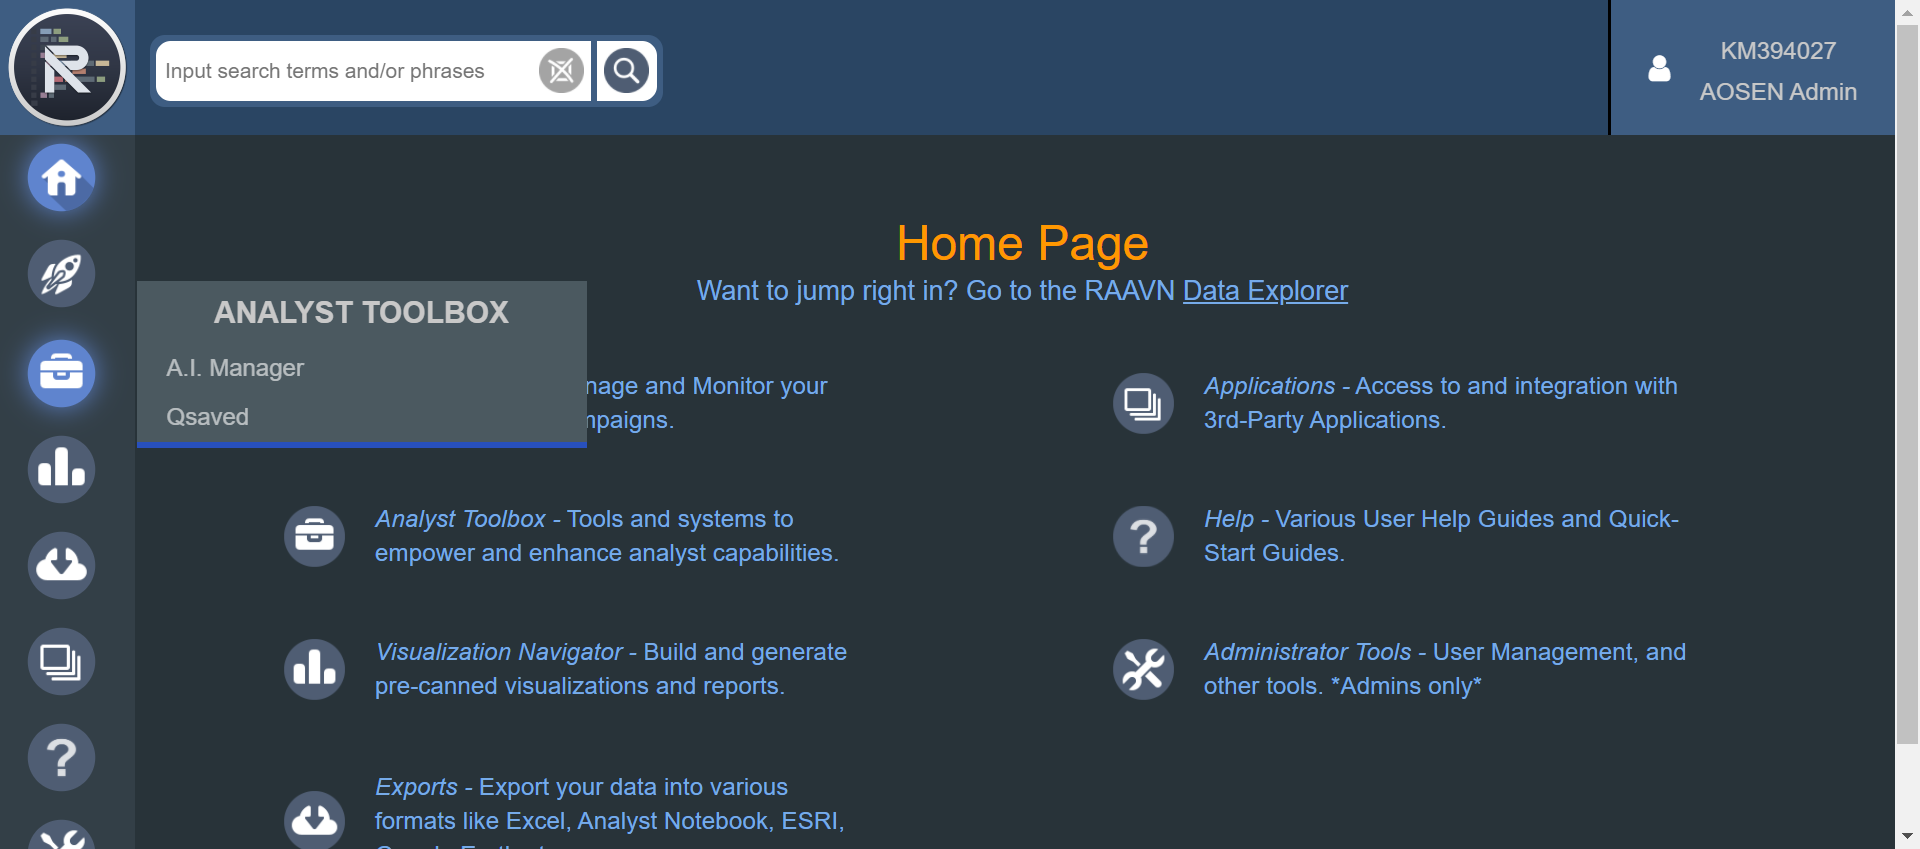 Input search terms and/or phrases
KM394027
AOSEN Admin
Home Page
Want to jump right in? Go to the RAAVN Data Explorer
ANALYST TOOLBOX
A.I. Manager
Qsaved
nage and Monitor your
paigns.
Applications - Access to and integration with
3rd-Party Applications.
Analyst Toolbox - Tools and systems to
empower and enhance analyst capabilities.
Help - Various User Help Guides and Quick-
Start Guides.
Visualization Navigator - Build and generate
pre-canned visualizations and reports.
Administrator Tools - User Management, and
other tools. *Admins only*
Exports - Export your data into various
formats like Excel, Analyst Notebook, ESRI,